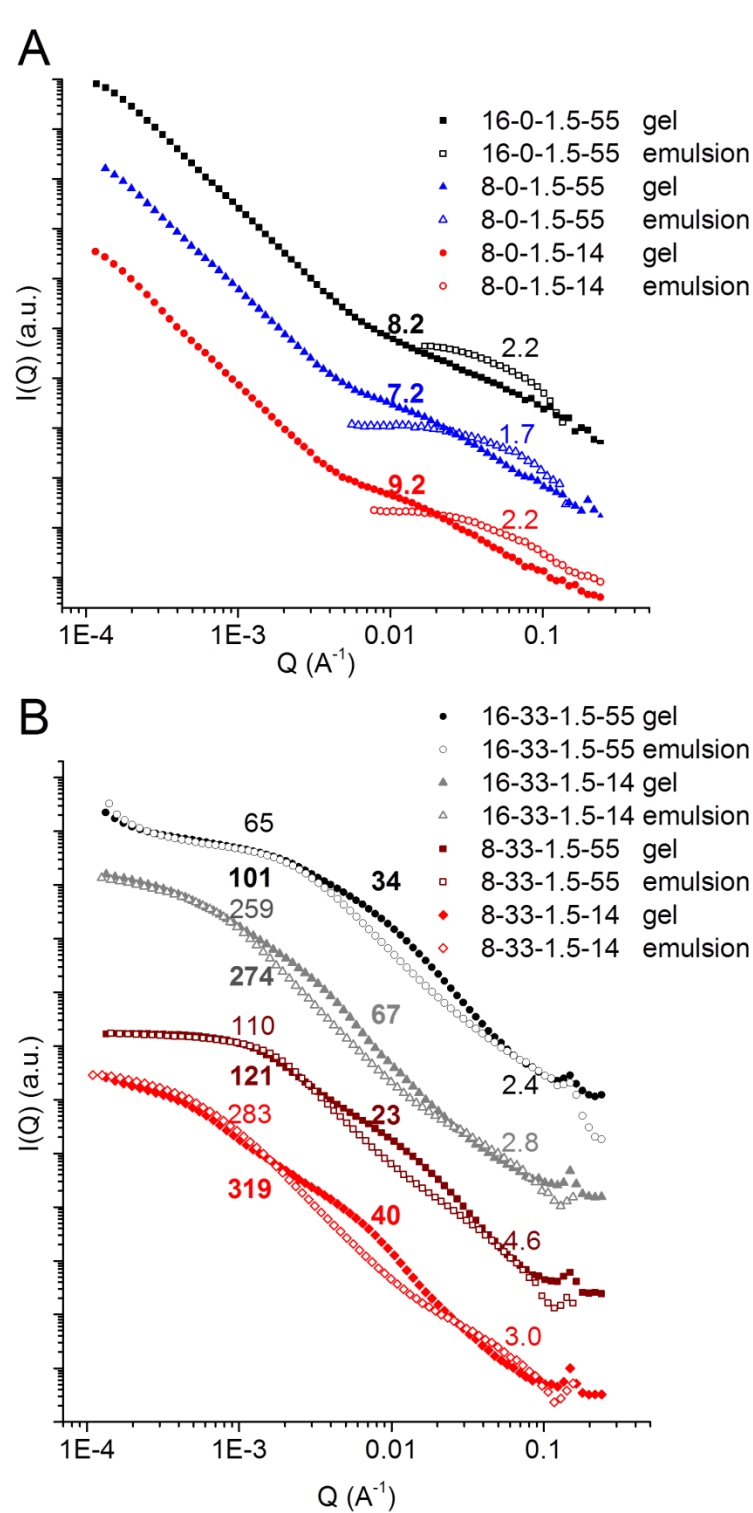 A
16-0-1.5-55 gel
16-0-1.5-55 emulsion
8-0-1.5-55 gel
8-0-1.5-55 emulsion
8-0-1.5-14 gel
8-0-1.5-14 emulsion
8.2
2.2
7.2
1.7
9.2
2.2
I(Q) (a.u.)
1E-4 1E-3 0.01 0.1
Q (A⁻¹)
B
16-33-1.5-55 gel
16-33-1.5-55 emulsion
16-33-1.5-14 gel
16-33-1.5-14 emulsion
8-33-1.5-55 gel
8-33-1.5-55 emulsion
8-33-1.5-14 gel
8-33-1.5-14 emulsion
65
101
34
259
274
67
110
2.4
121
23
2.8
283
319
40
4.6
3.0
I(Q) (a.u.)
1E-4 1E-3 0.01 0.1
Q (A⁻¹)